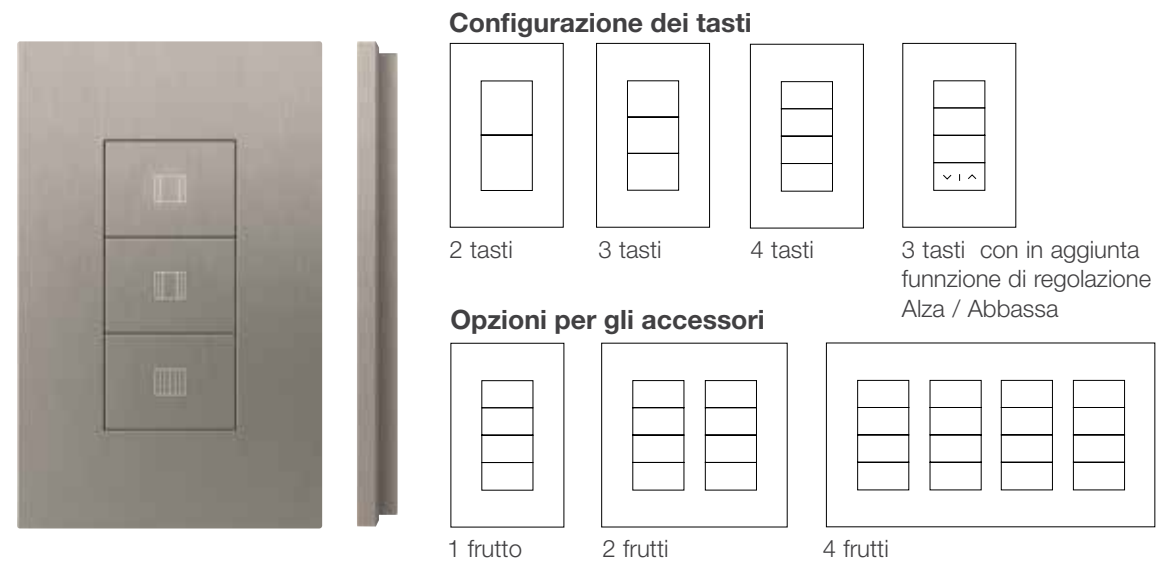 Configurazione dei tasti
2 tasti
3 tasti
4 tasti
3 tasti con in aggiunta
funnzione di regolazione
Alza / Abbassa
Opzioni per gli accessori
1 frutto
2 frutti
4 frutti